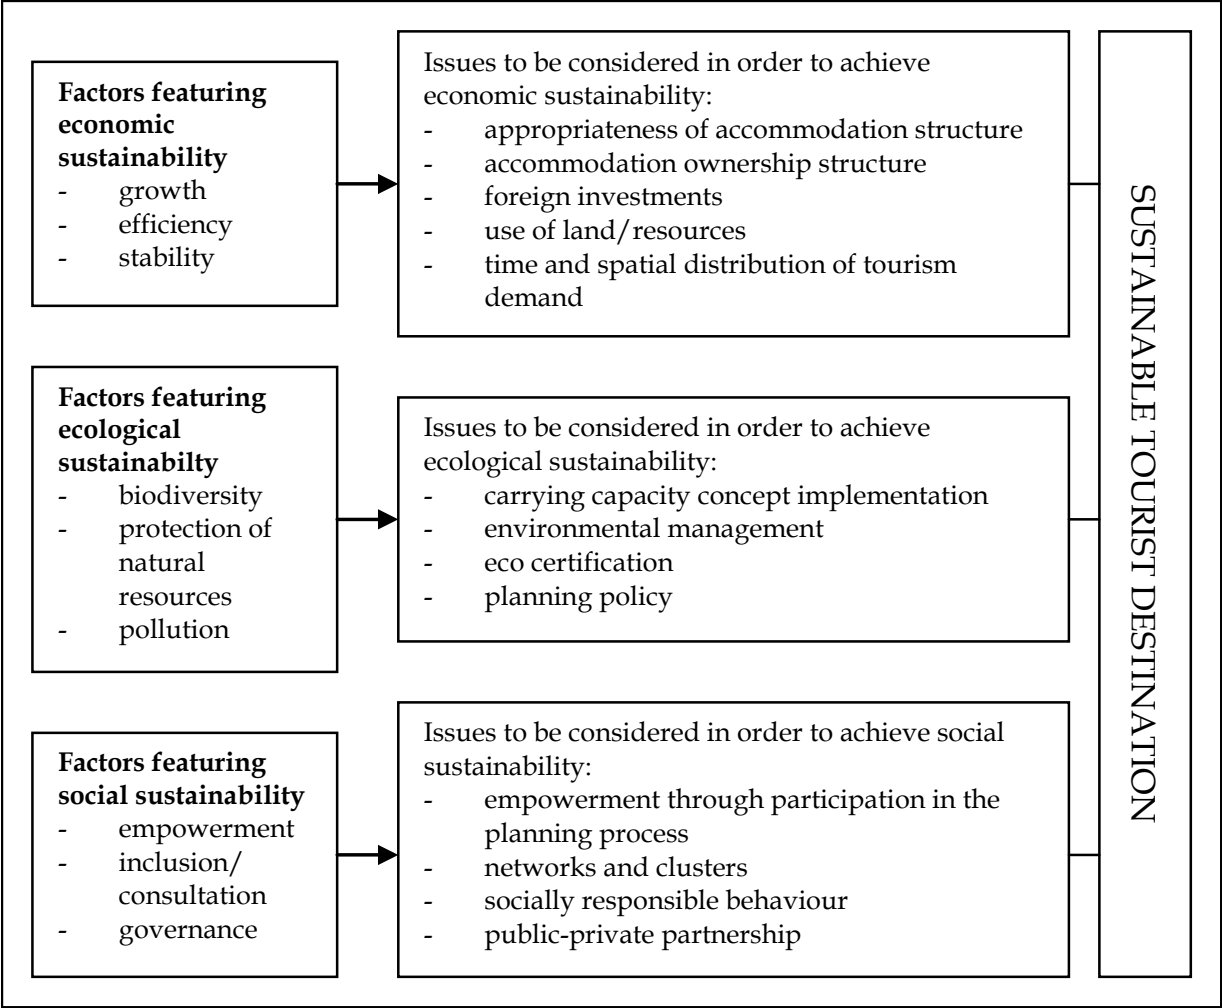 Factors featuring
economic
sustainability
- growth
- efficiency
- stability
Issues to be considered in order to achieve
economic sustainability:
- appropriateness of accommodation structure
- accommodation ownership structure
- foreign investments
- use of land/resources
- time and spatial distribution of tourism
demand
Factors featuring
ecological
sustainabilty
- biodiversity
- protection of
natural
resources
- pollution
Issues to be considered in order to achieve
ecological sustainability:
- carrying capacity concept implementation
- environmental management
- eco certification
- planning policy
Factors featuring
social sustainability
- empowerment
- inclusion/
consultation
- governance
Issues to be considered in order to achieve social
sustainability:
- empowerment through participation in the
planning process
- networks and clusters
- socially responsible behaviour
- public-private partnership
SUSTAINABLE TOURIST DESTINATION